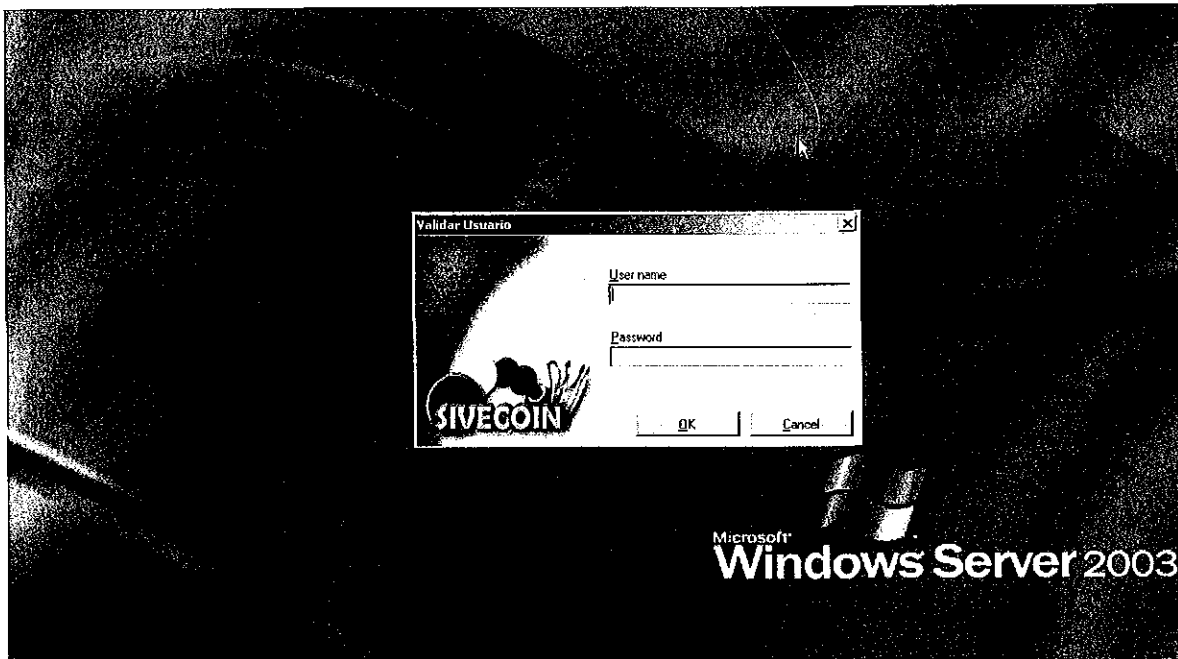 Validar Usuario
User name
Password
SIVECOIN
OK
Cancel
Microsoft
Windows Server 2003